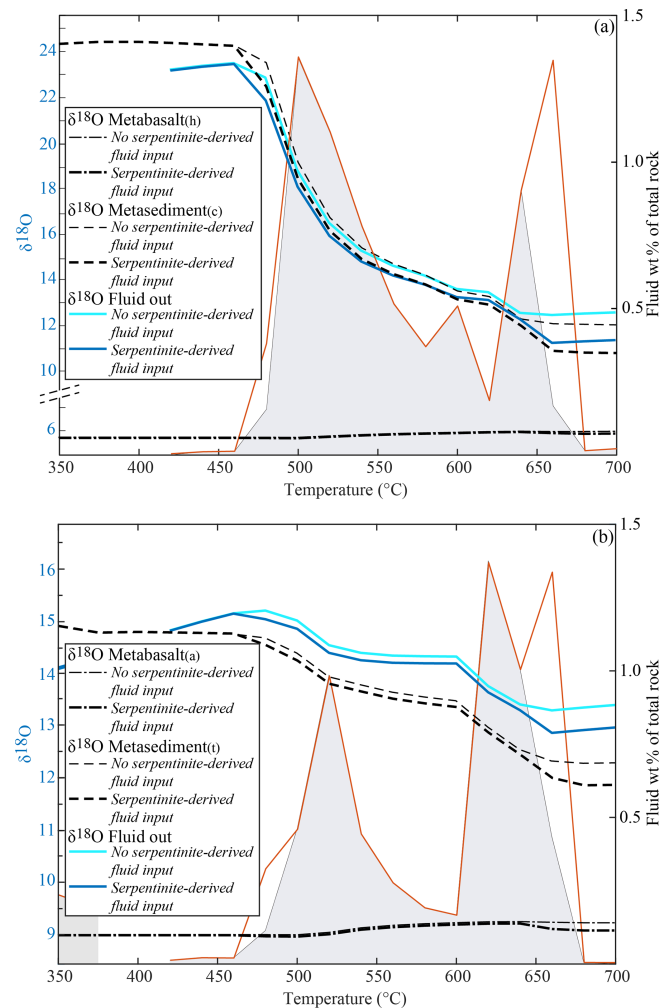 (a)
1.5
1.0
0.5
Fluid wt % of total rock
24
22
20
18
16
14
12
10
6
δ18O
δ18O Metabasalt(h)
No serpentinite-derived
fluid input
Serpentinite-derived
fluid input
δ18O Metasediment(c)
No serpentinite-derived
fluid input
Serpentinite-derived
fluid input
δ18O Fluid out
No serpentinite-derived
fluid input
Serpentinite-derived
fluid input
350 400 450 500 550 600 650 700
Temperature (°C)
(b)
1.5
1.0
0.5
Fluid wt % of total rock
16
15
14
13
12
11
10
9
δ18O
δ18O Metabasalt(a)
No serpentinite-derived
fluid input
Serpentinite-derived
fluid input
δ18O Metasediment(t)
No serpentinite-derived
fluid input
Serpentinite-derived
fluid input
δ18O Fluid out
No serpentinite-derived
fluid input
Serpentinite-derived
fluid input
350 400 450 500 550 600 650 700
Temperature (°C)